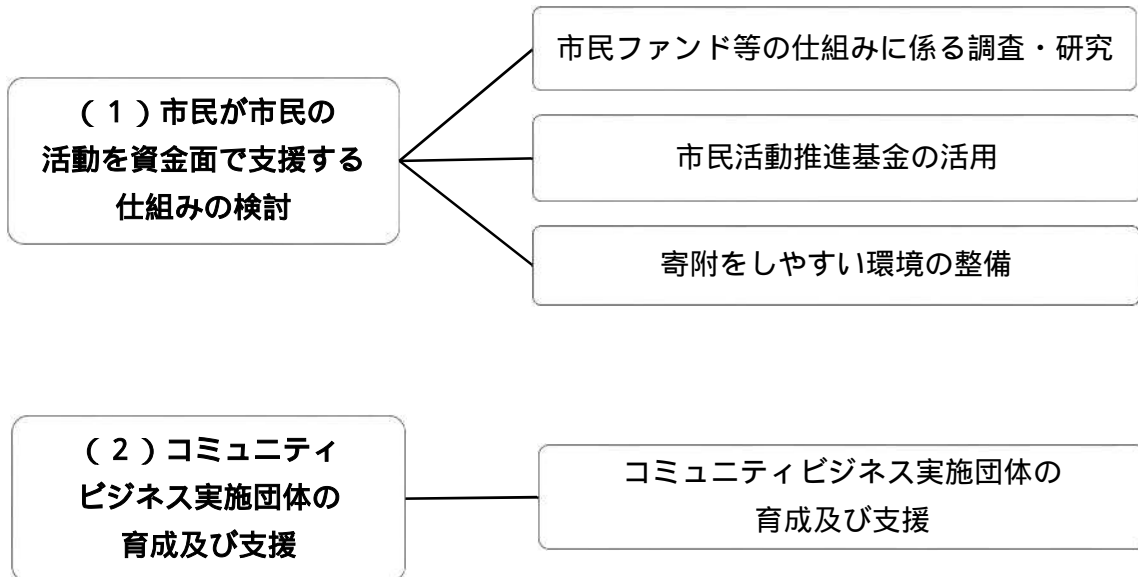 （１）市民が市民の
活動を資金面で支援する
仕組みの検討
市民ファンド等の仕組みに係る調査・研究
市民活動推進基金の活用
寄附をしやすい環境の整備
（２）コミュニティ
ビジネス実施団体の
育成及び支援
コミュニティビジネス実施団体の
育成及び支援